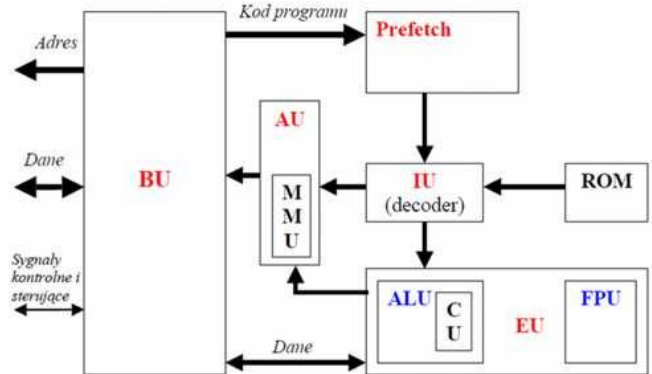 Kod programu
Adres
Prefetch
AU
Dane
BU
M
M
U
IU
(decoder)
ROM
Sygnały
kontrolne i
sterujące
ALU
C
U
EU
FPU
Dane